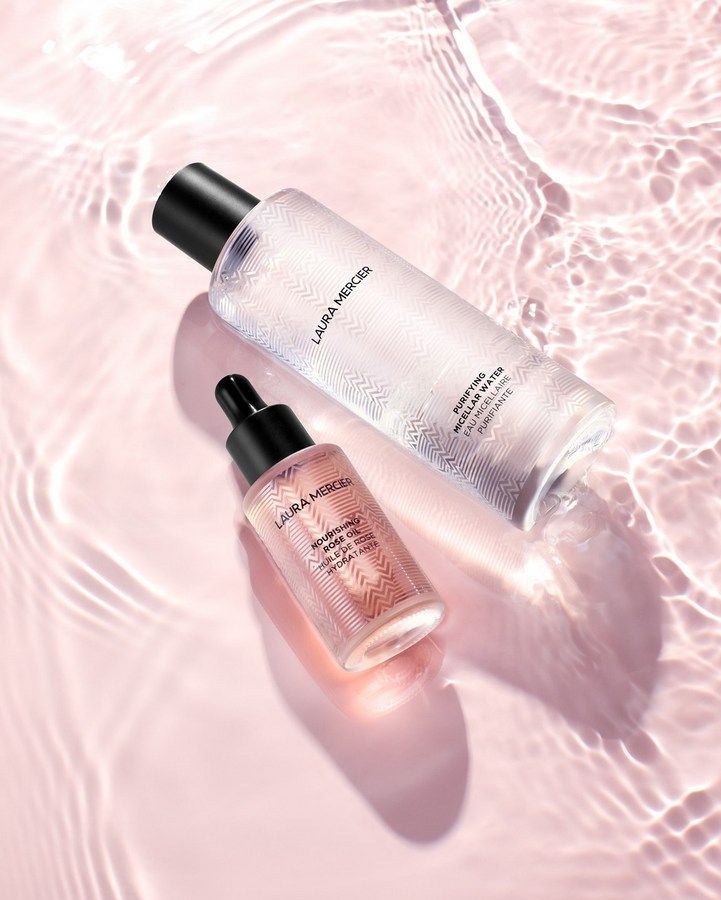 LAURA MERCIER
PURIFYING
MICELLAR WATER
EAU MICELLAIRE
PURIFIANTE
LAURA MERCIER
NOURISHING
ROSE OIL
HUILE DE ROSE
HYDRATANTE